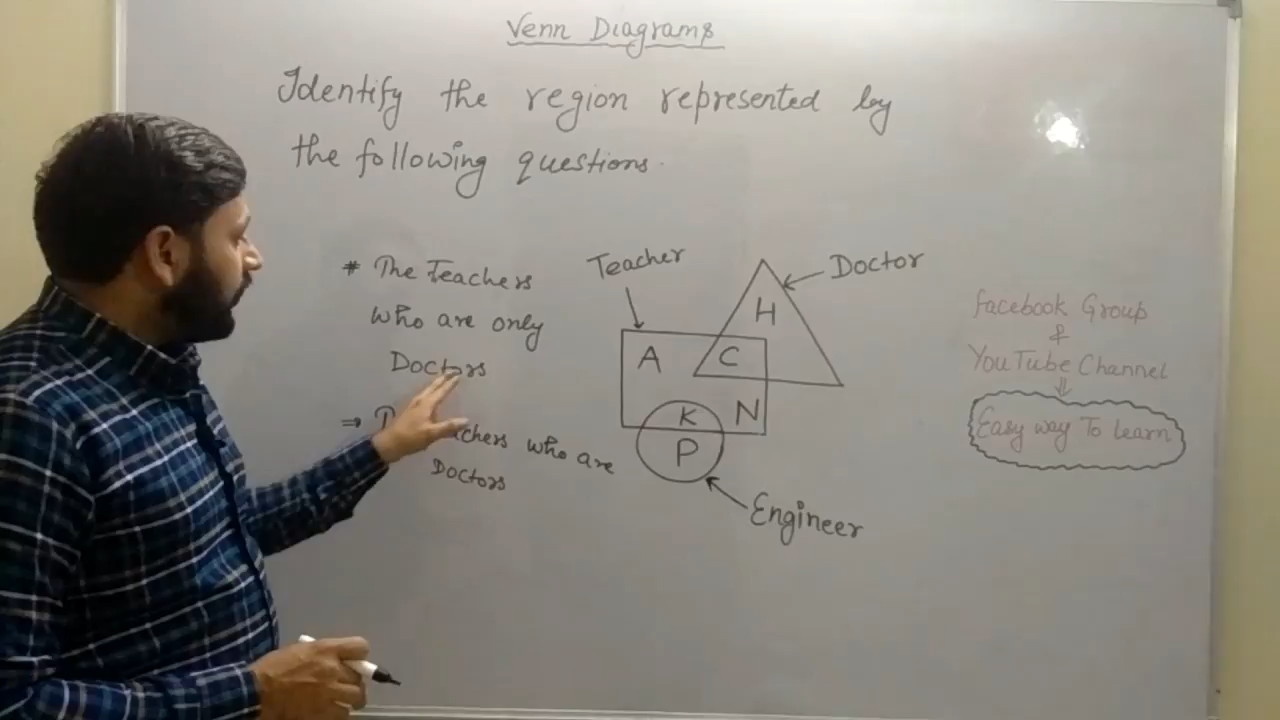 Venn Diagrams
Identify the region represented by
the following questions.
* The Teachers
who are only
Doctors
⇒ who are
Doctors
Teacher
Doctor
H
A
C
K
N
P
Engineer
Facebook Group
&
YouTube Channel
⇓
Easy way To learn